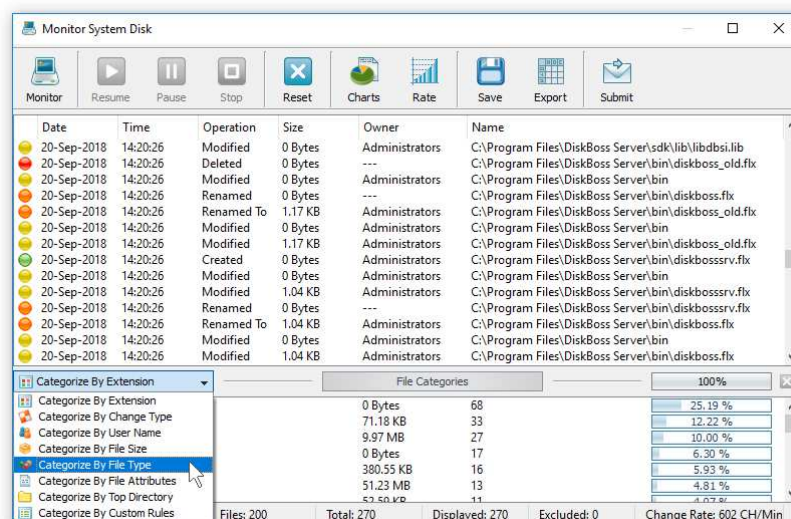 Monitor System Disk
Monitor Resume Pause Stop Reset Charts Rate Save Export Submit
Date Time Operation Size Owner Name
20-Sep-2018 14:20:26 Modified 0 Bytes Administrators C:\Program Files\DiskBoss Server\sdk\lib\libdbsi.lib
20-Sep-2018 14:20:26 Deleted 0 Bytes --- C:\Program Files\DiskBoss Server\bin\diskboss_old.flx
20-Sep-2018 14:20:26 Modified 0 Bytes Administrators C:\Program Files\DiskBoss Server\bin
20-Sep-2018 14:20:26 Renamed 0 Bytes --- C:\Program Files\DiskBoss Server\bin\diskboss.flx
20-Sep-2018 14:20:26 Renamed To 1.17 KB Administrators C:\Program Files\DiskBoss Server\bin\diskboss_old.flx
20-Sep-2018 14:20:26 Modified 0 Bytes Administrators C:\Program Files\DiskBoss Server\bin
20-Sep-2018 14:20:26 Modified 1.17 KB Administrators C:\Program Files\DiskBoss Server\bin\diskboss_old.flx
20-Sep-2018 14:20:26 Created 0 Bytes Administrators C:\Program Files\DiskBoss Server\bin\diskbosssrv.flx
20-Sep-2018 14:20:26 Modified 0 Bytes Administrators C:\Program Files\DiskBoss Server\bin
20-Sep-2018 14:20:26 Modified 1.04 KB Administrators C:\Program Files\DiskBoss Server\bin\diskbosssrv.flx
20-Sep-2018 14:20:26 Renamed 0 Bytes --- C:\Program Files\DiskBoss Server\bin\diskbosssrv.flx
20-Sep-2018 14:20:26 Renamed To 1.04 KB Administrators C:\Program Files\DiskBoss Server\bin\diskboss.flx
20-Sep-2018 14:20:26 Modified 0 Bytes Administrators C:\Program Files\DiskBoss Server\bin
20-Sep-2018 14:20:26 Modified 1.04 KB Administrators C:\Program Files\DiskBoss Server\bin\diskboss.flx
Categorize By Extension File Categories 100%
Categorize By Extension 0 Bytes 68 25.19 %
Categorize By Change Type 71.18 KB 33 12.22 %
Categorize By User Name 9.97 MB 27 10.00 %
Categorize By File Size 0 Bytes 17 6.30 %
Categorize By File Type 380.55 KB 16 5.93 %
Categorize By File Attributes 51.23 MB 13 4.81 %
Categorize By Top Directory 52.59 KB 11 4.07 %
Categorize By Custom Rules Files: 200 Total: 270 Displayed: 270 Excluded: 0 Change Rate: 602 CH/Min